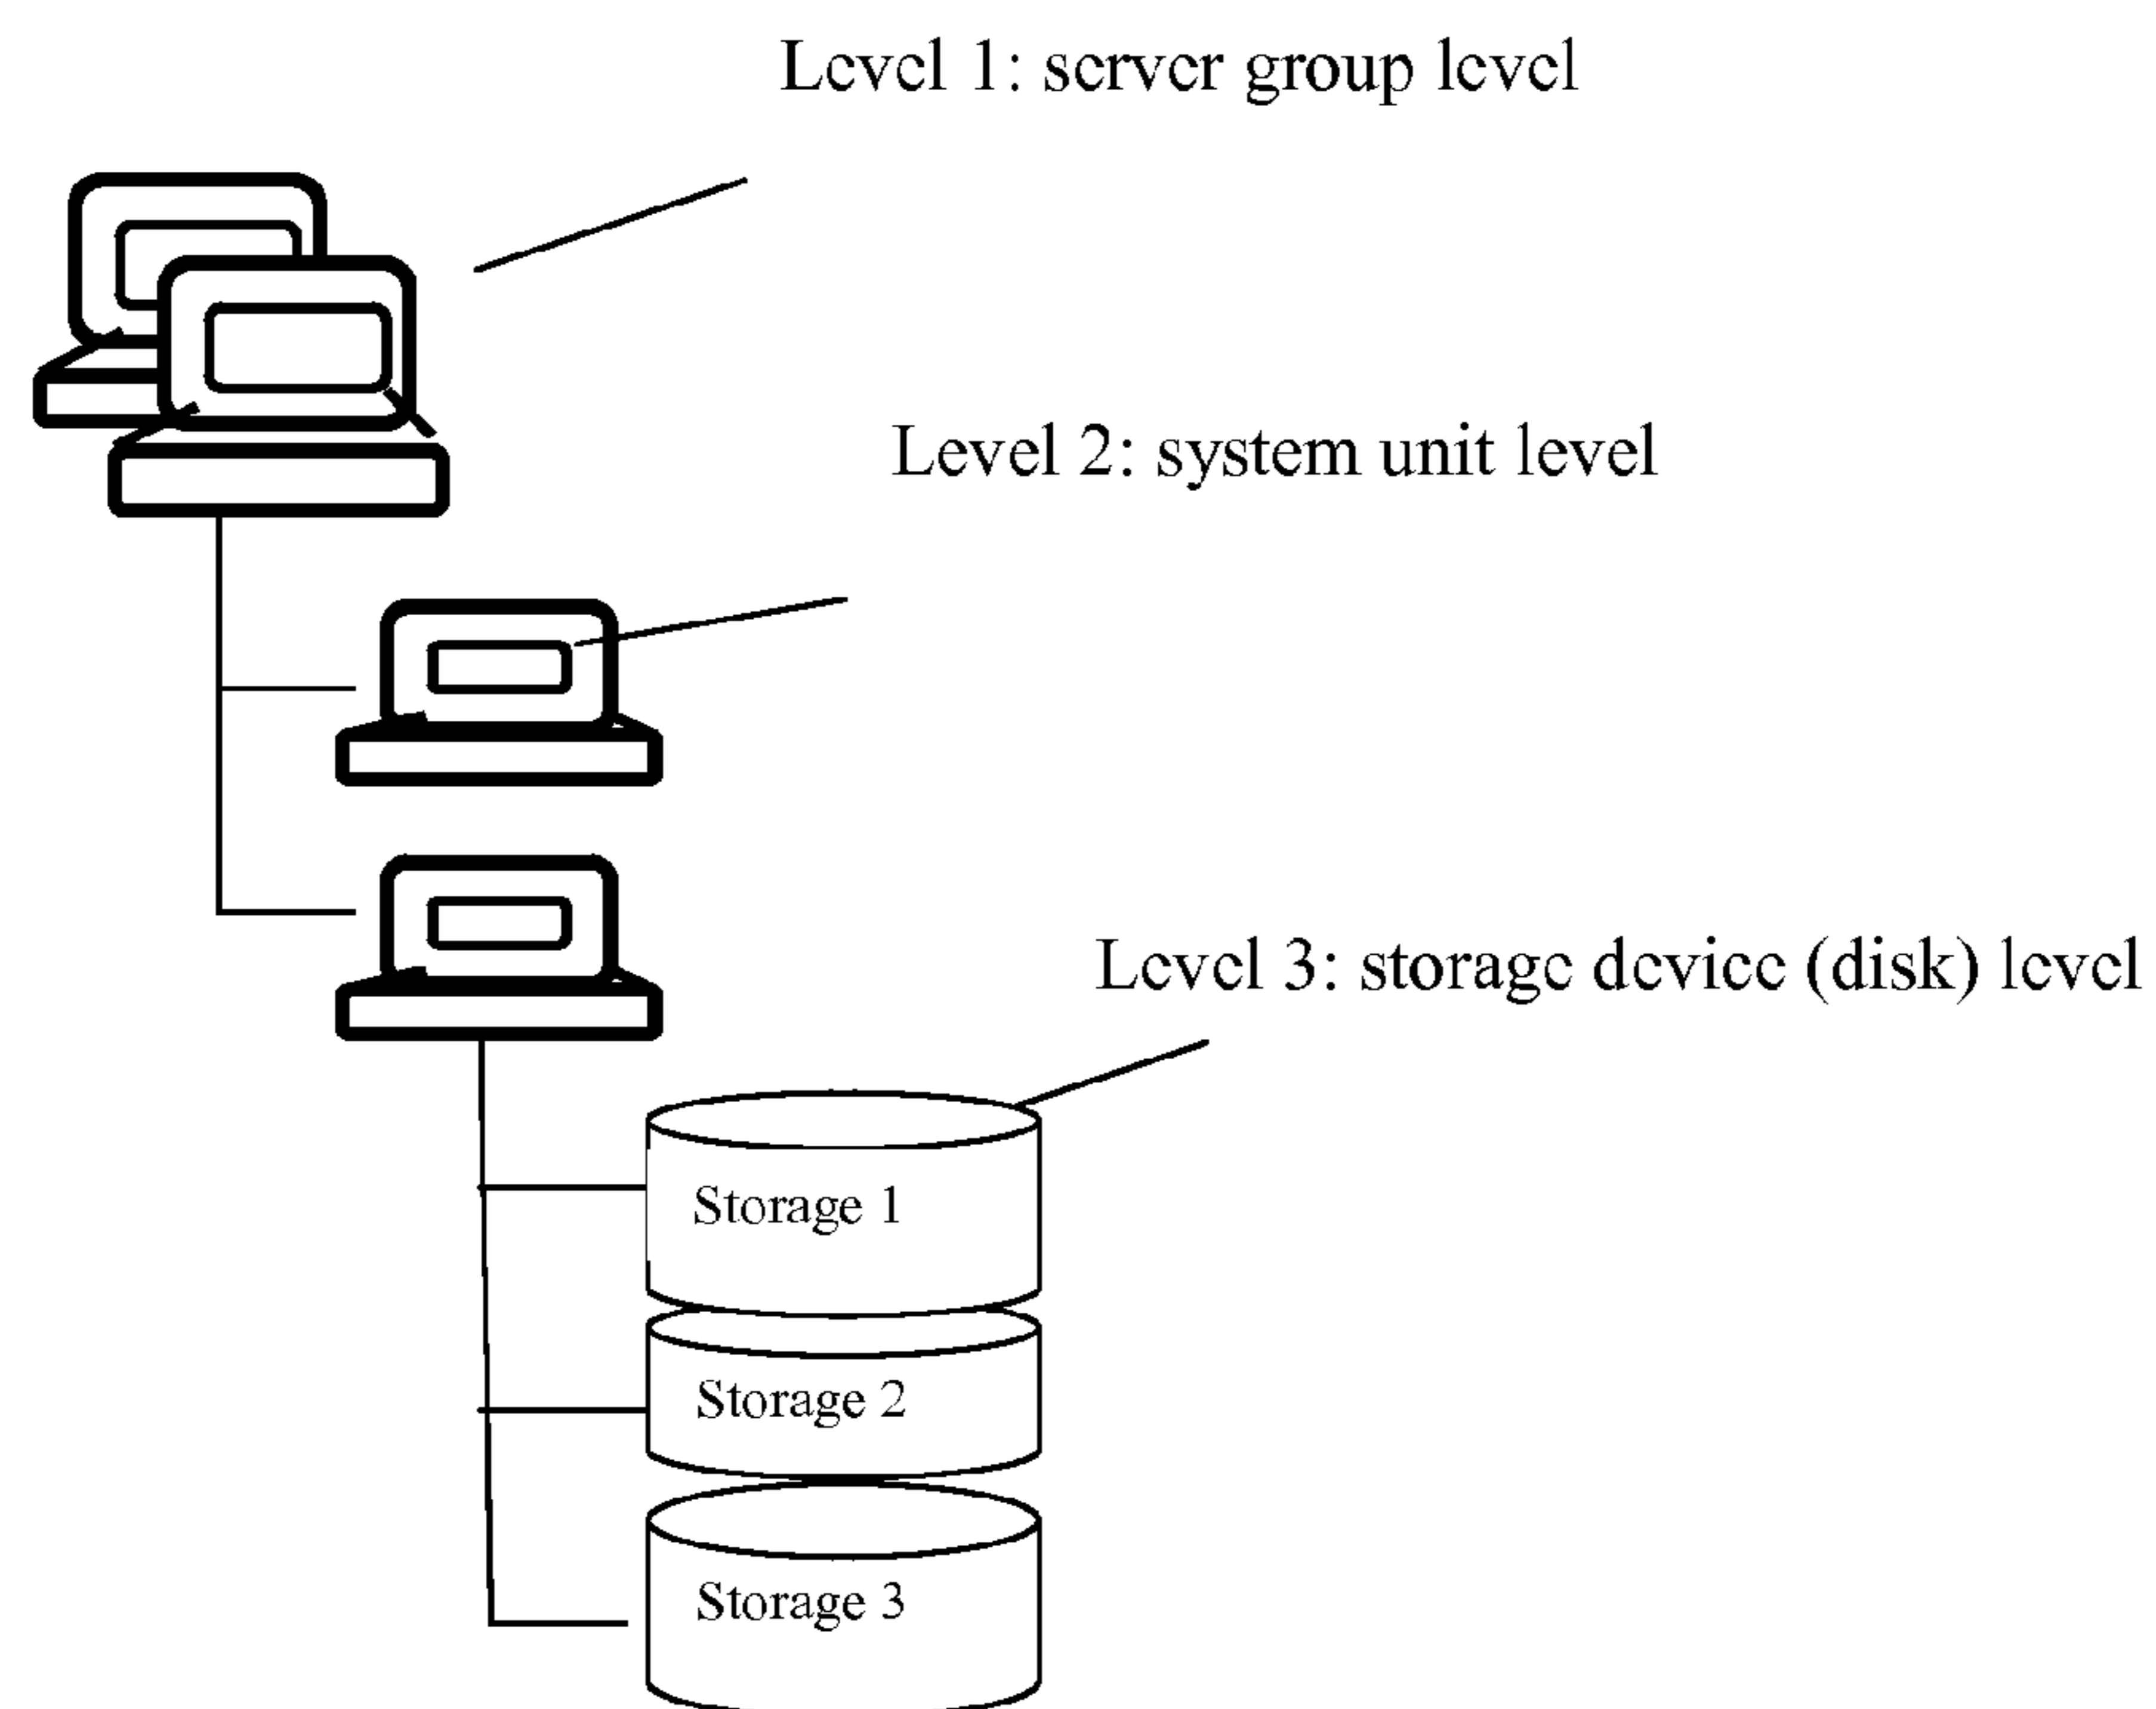 Level 1: server group level
Level 2: system unit level
Level 3: storage device (disk) level
Storage 1
Storage 2
Storage 3